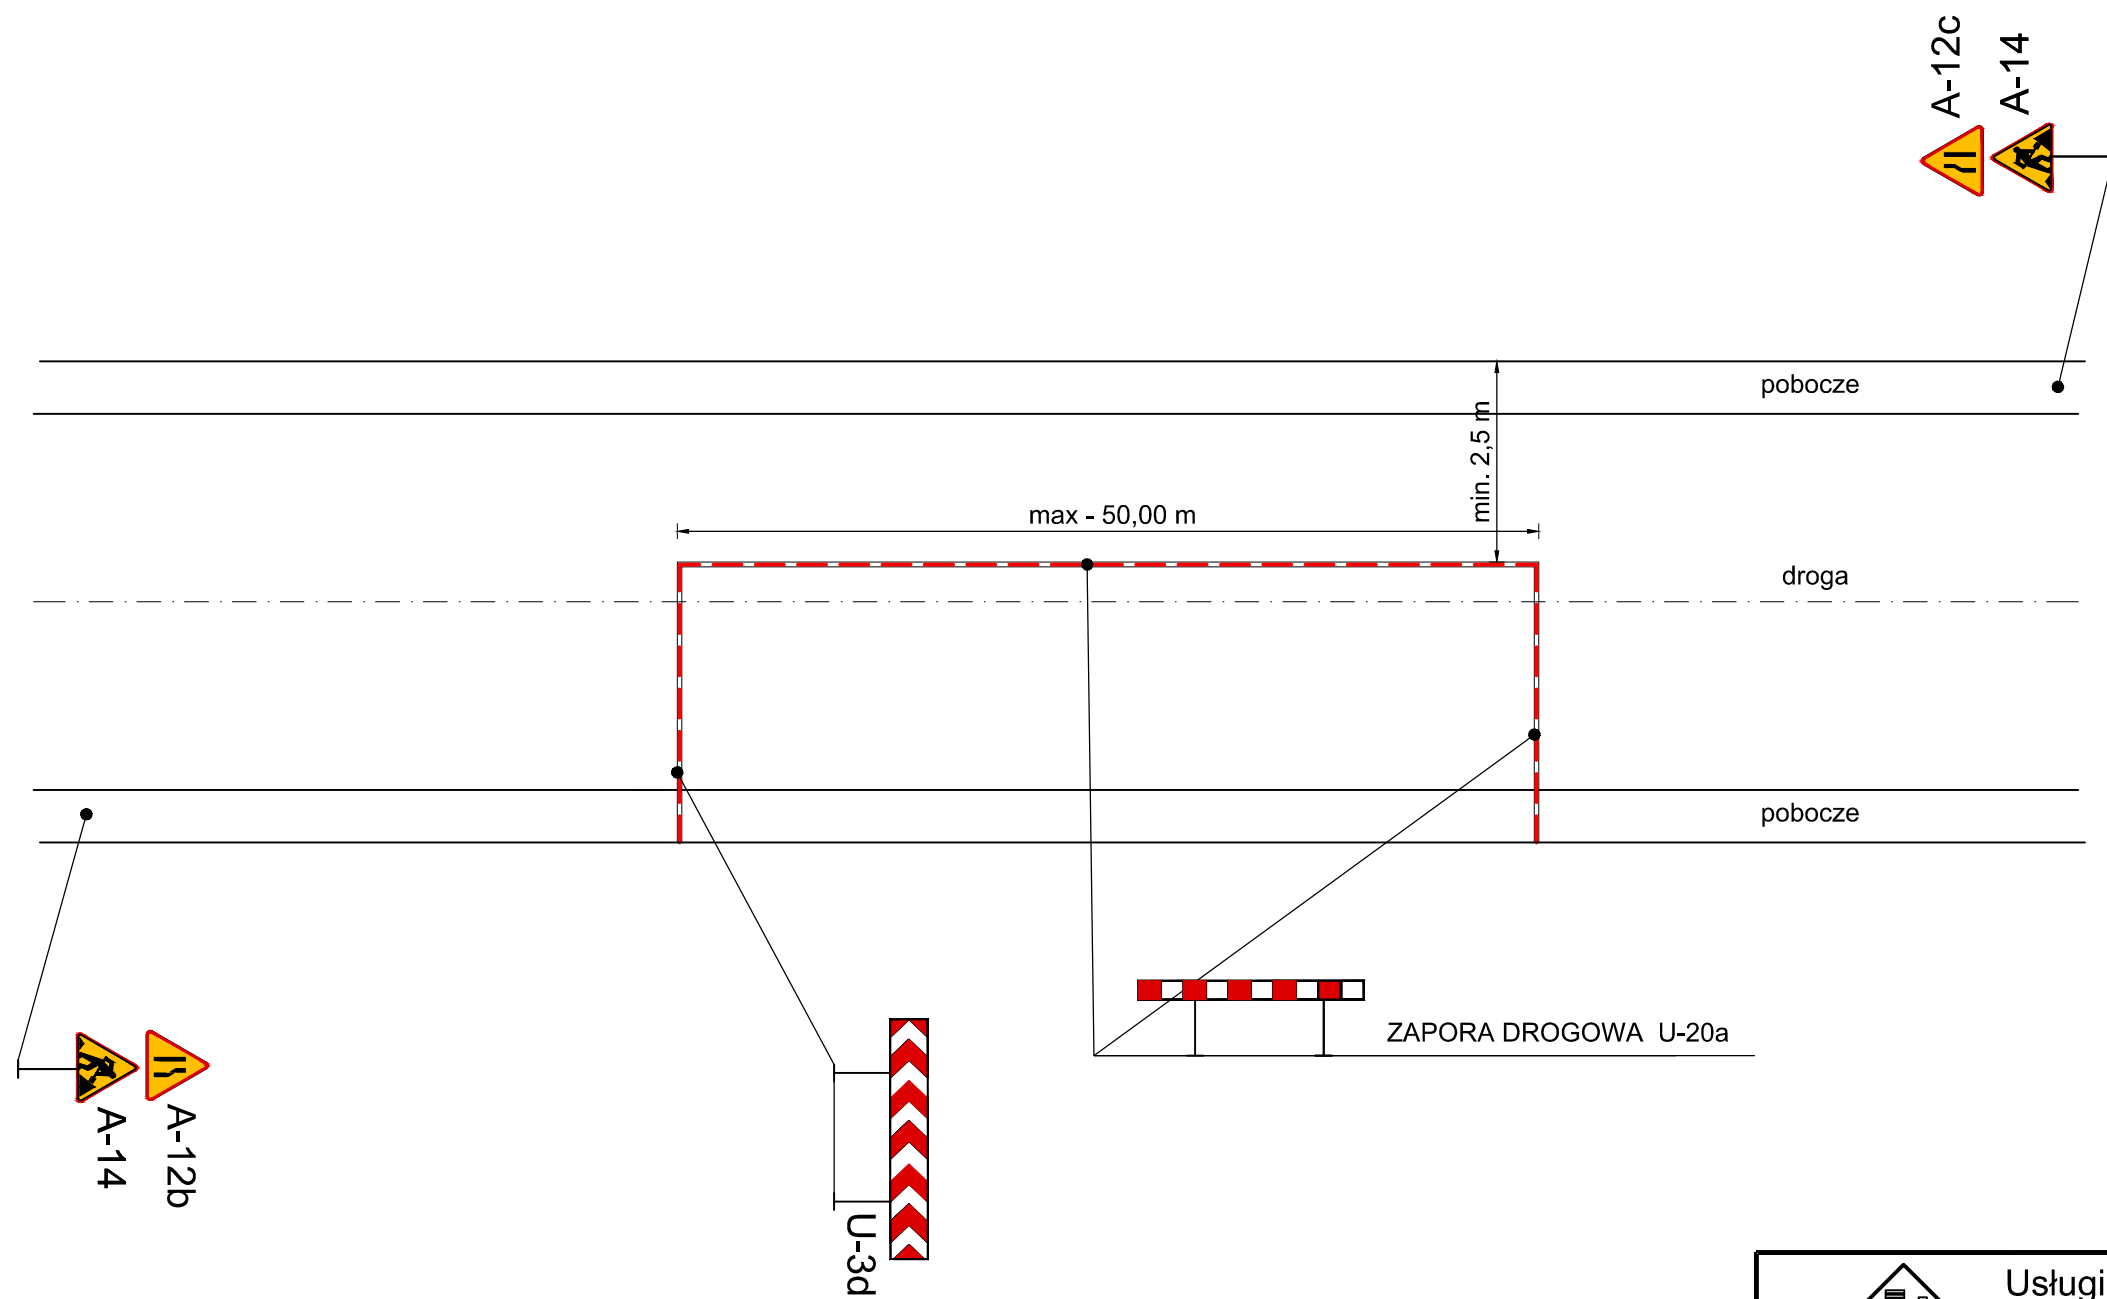 A-12c
A-14
pobocze
min. 2,5 m
max - 50,00 m
droga
pobocze
ZAPORA DROGOWA U-20a
A-14
A-12b
U-3d
Usługi